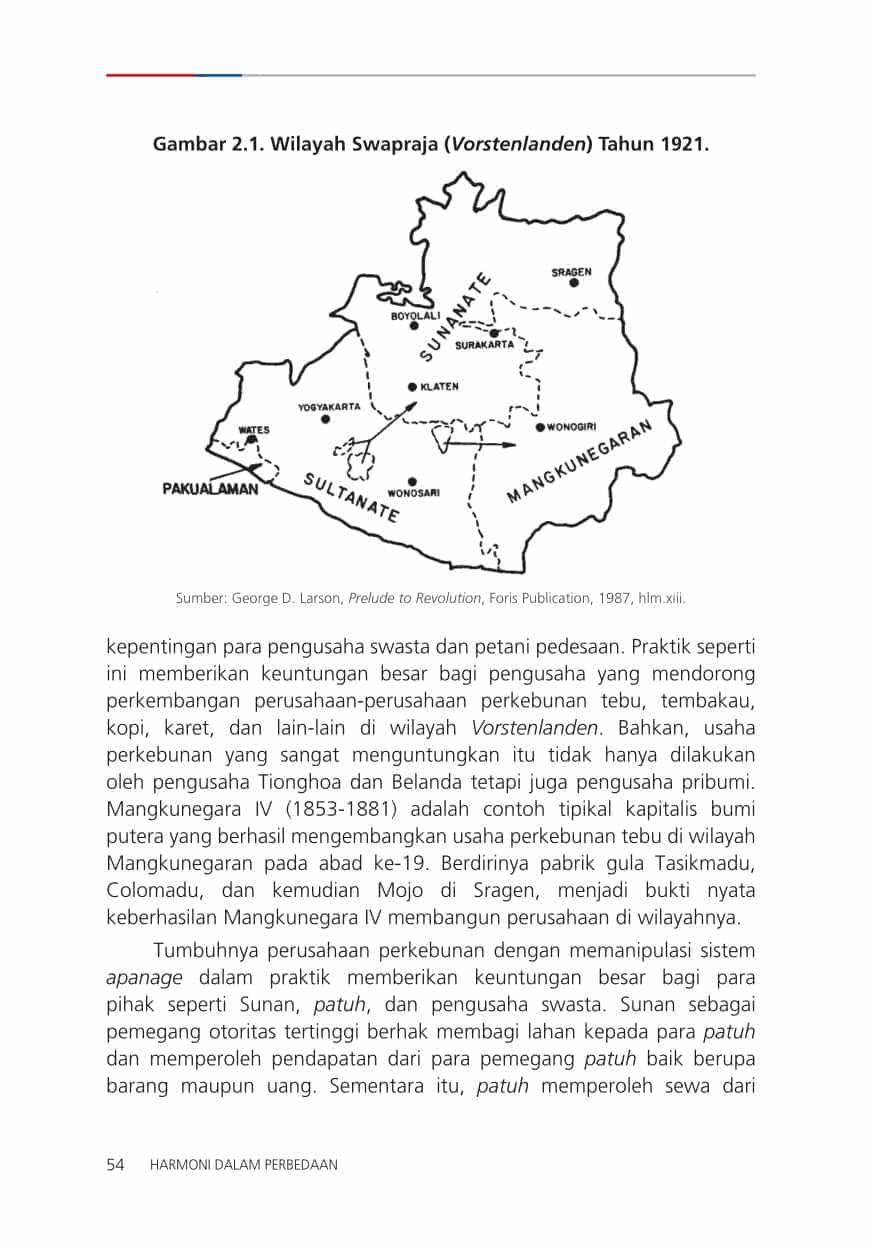 Gambar 2.1. Wilayah Swapraja (Vorstenlanden) Tahun 1921.
SRAGEN
SUNANATE
BOYOLALI
SURAKARTA
KLATEN
YOGYAKARTA
WATES
WONOGIRI
MANGKUNEGARAN
PAKUALAMAN
SULTANATE
WONOSARI
Sumber: George D. Larson, Prelude to Revolution, Foris Publication, 1987, hlm.xiii.
kepentingan para pengusaha swasta dan petani pedesaan. Praktik seperti
ini memberikan keuntungan besar bagi pengusaha yang mendorong
perkembangan perusahaan-perusahaan perkebunan tebu, tembakau,
kopi, karet, dan lain-lain di wilayah Vorstenlanden. Bahkan, usaha
perkebunan yang sangat menguntungkan itu tidak hanya dilakukan
oleh pengusaha Tionghoa dan Belanda tetapi juga pengusaha pribumi.
Mangkunegara IV (1853-1881) adalah contoh tipikal kapitalis bumi
putera yang berhasil mengembangkan usaha perkebunan tebu di wilayah
Mangkunegaran pada abad ke-19. Berdirinya pabrik gula Tasikmadu,
Colomadu, dan kemudian Mojo di Sragen, menjadi bukti nyata
keberhasilan Mangkunegara IV membangun perusahaan di wilayahnya.
Tumbuhnya perusahaan perkebunan dengan memanipulasi sistem
apanage dalam praktik memberikan keuntungan besar bagi para
pihak seperti Sunan, patuh, dan pengusaha swasta. Sunan sebagai
pemegang otoritas tertinggi berhak membagi lahan kepada para patuh
dan memperoleh pendapatan dari para pemegang patuh baik berupa
barang maupun uang. Sementara itu, patuh memperoleh sewa dari
54 HARMONI DALAM PERBEDAAN